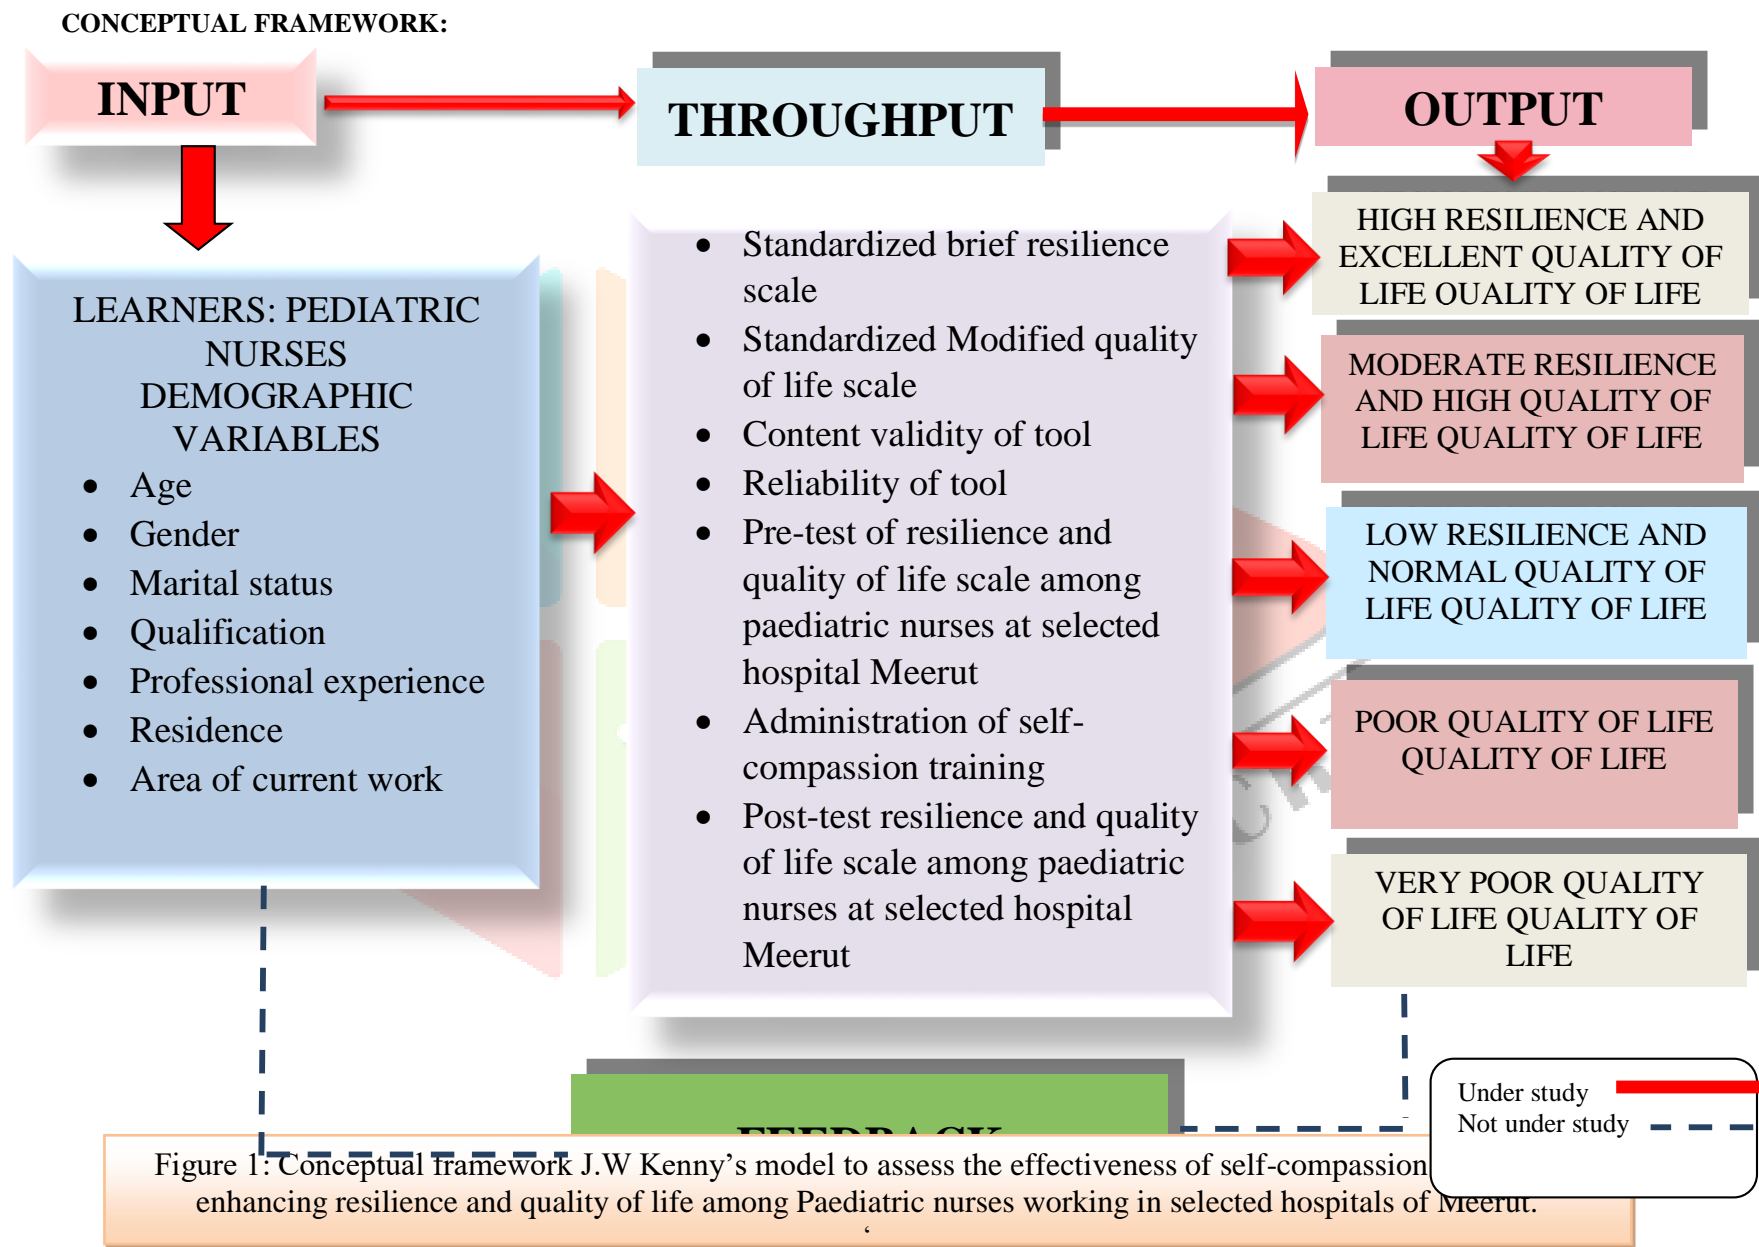 CONCEPTUAL FRAMEWORK:
INPUT
THROUGHPUT
OUTPUT
LEARNERS: PEDIATRIC
NURSES
DEMOGRAPHIC
VARIABLES
• Age
• Gender
• Marital status
• Qualification
• Professional experience
• Residence
• Area of current work
• Standardized brief resilience
scale
• Standardized Modified quality
of life scale
• Content validity of tool
• Reliability of tool
• Pre-test of resilience and
quality of life scale among
paediatric nurses at selected
hospital Meerut
• Administration of self-
compassion training
• Post-test resilience and quality
of life scale among paediatric
nurses at selected hospital
Meerut
HIGH RESILIENCE AND
EXCELLENT QUALITY OF
LIFE QUALITY OF LIFE
MODERATE RESILIENCE
AND HIGH QUALITY OF
LIFE QUALITY OF LIFE
LOW RESILIENCE AND
NORMAL QUALITY OF
LIFE QUALITY OF LIFE
POOR QUALITY OF LIFE
QUALITY OF LIFE
VERY POOR QUALITY
OF LIFE QUALITY OF
LIFE
FEEDBACK
Under study
Not under study
Figure 1: Conceptual framework J.W Kenny's model to assess the effectiveness of self-compassion
enhancing resilience and quality of life among Paediatric nurses working in selected hospitals of Meerut.
‘